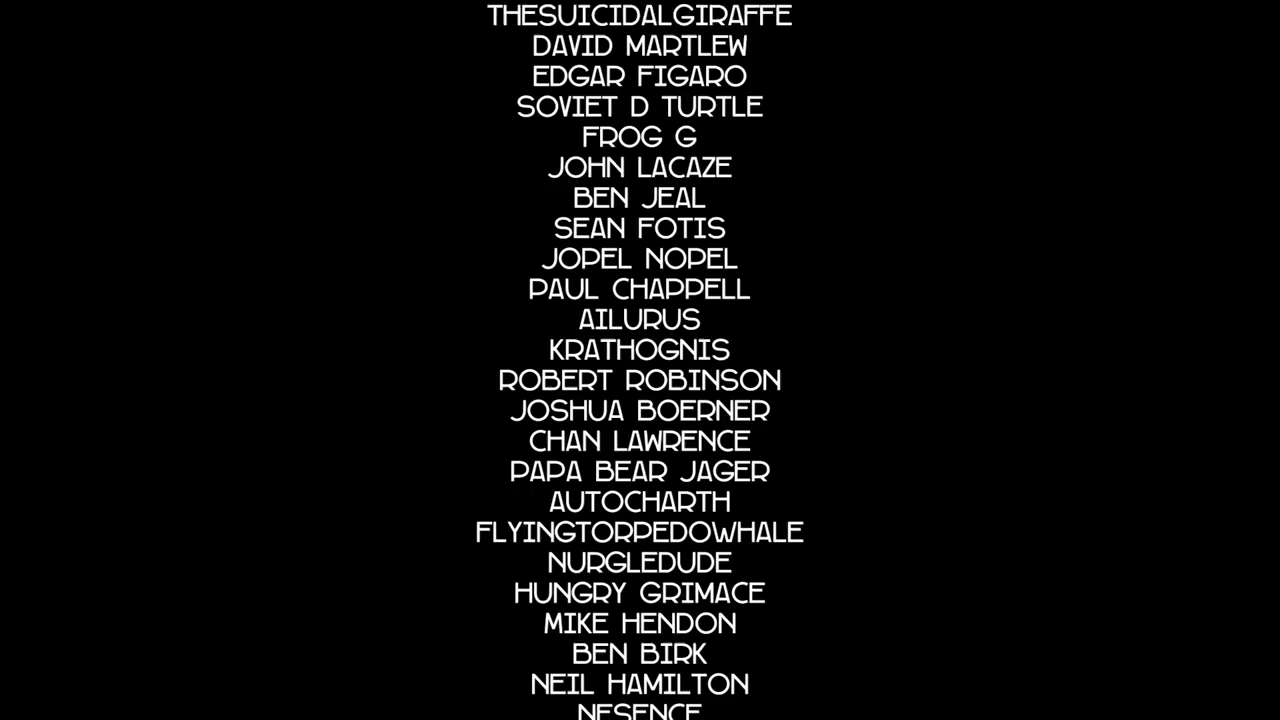 THESUICIDALGIRAFFE
DAVID MARTLEW
EDGAR FIGARO
SOVIET D TURTLE
FROG G
JOHN LACAZE
BEN JEAL
SEAN FOTIS
JOPEL NOPEL
PAUL CHAPPELL
AILURUS
KRATHOGNIS
ROBERT ROBINSON
JOSHUA BOERNER
CHAN LAWRENCE
PAPA BEAR JAGER
AUTOCHARTH
FLYINGTORPEDOWHALE
NURGLEDUDE
HUNGRY GRIMACE
MIKE HENDON
BEN BIRK
NEIL HAMILTON
NESENCE